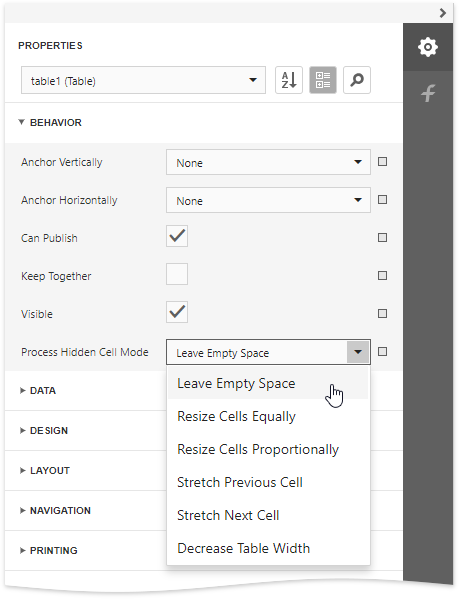 PROPERTIES
table1 (Table)
A
Z
BEHAVIOR
Anchor Vertically None
Anchor Horizontally None
Can Publish
Keep Together
Visible
Process Hidden Cell Mode Leave Empty Space
Leave Empty Space
Resize Cells Equally
Resize Cells Proportionally
Stretch Previous Cell
Stretch Next Cell
Decrease Table Width
DATA
DESIGN
LAYOUT
NAVIGATION
PRINTING